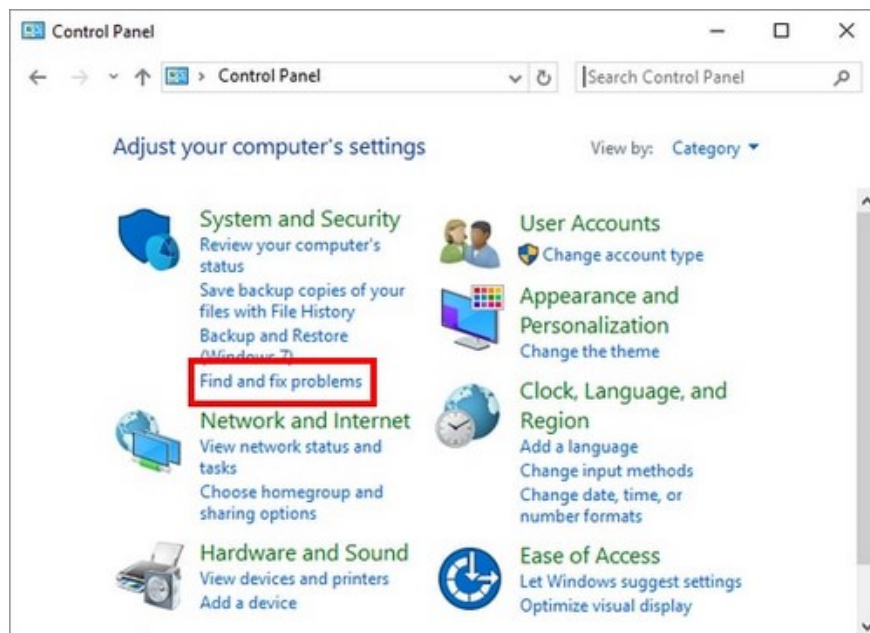 Control Panel
Control Panel
Search Control Panel
Adjust your computer's settings
View by: Category
System and Security
Review your computer's
status
Save backup copies of your
files with File History
Backup and Restore
(Windows 7)
Find and fix problems
Network and Internet
View network status and
tasks
Choose homegroup and
sharing options
Hardware and Sound
View devices and printers
Add a device
User Accounts
Change account type
Appearance and
Personalization
Change the theme
Clock, Language, and
Region
Add a language
Change input methods
Change date, time, or
number formats
Ease of Access
Let Windows suggest settings
Optimize visual display